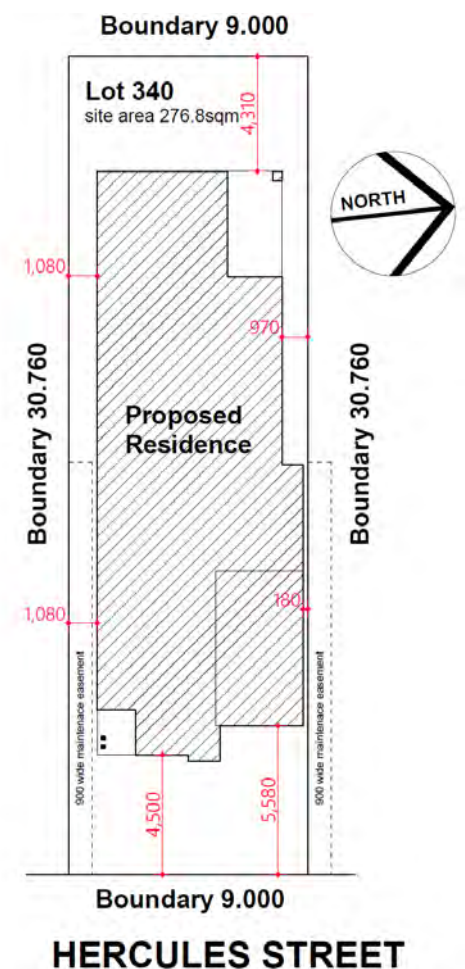 Boundary 9.000
Lot 340
site area 276.8sqm
4,310
NORTH
1,080
970
Boundary 30.760
Boundary 30.760
Proposed
Residence
1,080
180
900 wide maintenace easement
900 wide maintenace easement
4,500
5,580
Boundary 9.000
HERCULES STREET